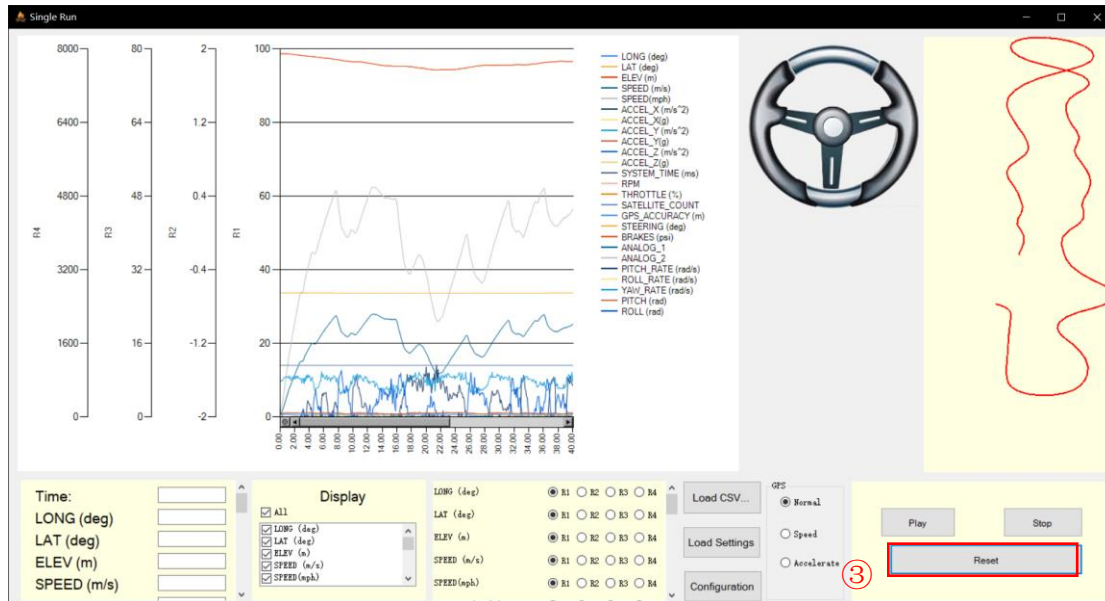 Single Run
8000 80 2 100
6400 64 1.2 80
4800 48 0.4 60
R4 R3 R2 R1
3200 32 -0.4 40
1600 16 -1.2 20
0 0 -2 0
0.00 2.00 4.00 6.00 8.00 10.00 12.00 14.00 16.00 18.00 20.00 22.00 24.00 26.00 28.00 30.00 32.00 34.00 36.00 38.00 40.00
LONG (deg)
LAT (deg)
ELEV (m)
SPEED (m/s)
SPEED(mph)
ACCEL_X (m/s^2)
ACCEL_X(g)
ACCEL_Y (m/s^2)
ACCEL_Y(g)
ACCEL_Z (m/s^2)
ACCEL_Z(g)
SYSTEM_TIME (ms)
RPM
THROTTLE (%)
SATELLITE_COUNT
GPS_ACCURACY (m)
STEERING (deg)
BRAKES (psi)
ANALOG_1
ANALOG_2
PITCH_RATE (rad/s)
ROLL_RATE (rad/s)
YAW_RATE (rad/s)
PITCH (rad)
ROLL (rad)
Time:
LONG (deg)
LAT (deg)
ELEV (m)
SPEED (m/s)
Display
All
LONG (deg)
LAT (deg)
ELEV (m)
SPEED (m/s)
SPEED(mph)
LONG (deg) R1 R2 R3 R4
LAT (deg) R1 R2 R3 R4
ELEV (m) R1 R2 R3 R4
SPEED (m/s) R1 R2 R3 R4
SPEED(mph) R1 R2 R3 R4
Load CSV...
Load Settings
Configuration
GPS
Normal
Speed
Accelerate
③
Play Stop
Reset